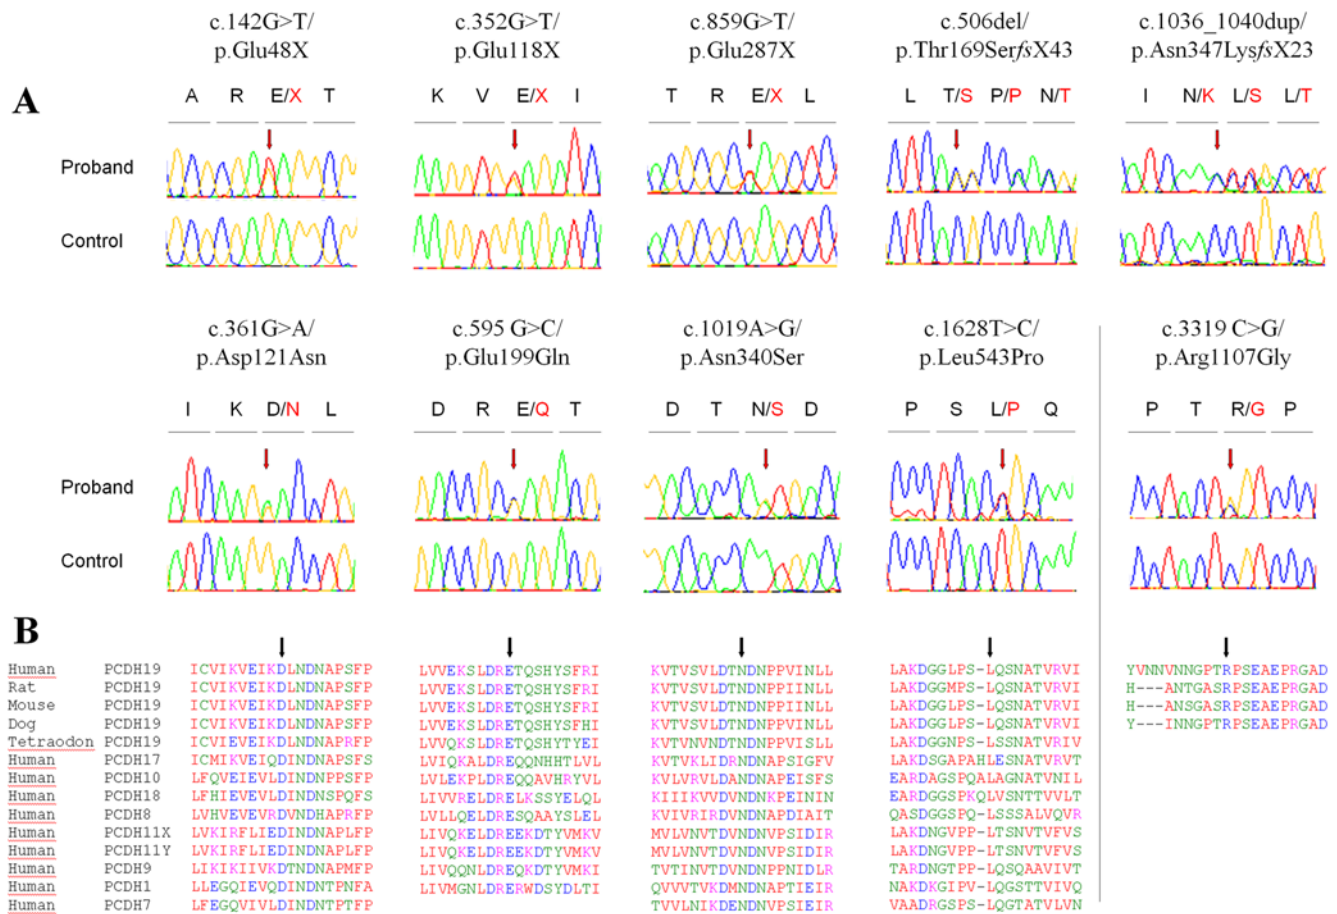 c.142G>T/ c.352G>T/ c.859G>T/ c.506del/ c.1036_1040dup/
p.Glu48X p.Glu118X p.Glu287X p.Thr169SerfsX43 p.Asn347LysfsX23
A
A R E/X T K V E/X I T R E/X L L T/S P/P N/T I N/K L/S L/T
Proband
Control
c.361G>A/ c.595 G>C/ c.1019A>G/ c.1628T>C/ c.3319 C>G/
p.Asp121Asn p.Glu199Gln p.Asn340Ser p.Leu543Pro p.Arg1107Gly
I K D/N L D R E/Q T D T N/S D P S L/P Q P T R/G P
Proband
Control
B
Human PCDH19 ICVIKVEIKDLNDNAPSFP LVVEKSLDRETQSHYSFRI KVTVSVLDTNDNPPVINLL LAKDGGLPS-LQSNATVRVI YVNNVNNGPTRPSEAEPRGAD
Rat PCDH19 ICVIKVEIKDLNDNAPSFP LVVEKSLDRETQSHYSFRI KVTVSVLDTNDNPPIINLL LAKDGGMPS-LQSNATVRVI H---ANTGASRPSEAEPRGAD
Mouse PCDH19 ICVIKVEIKDLNDNAPSFP LVVEKSLDRETQSHYSFRI KVTVSVLDTNDNPPIINLL LAKDGGLPS-LQSNATVRVI H---ANSGASRPSEAEPRGAD
Dog PCDH19 ICVIKVEIKDLNDNAPSFP LVVEKSLDRETQSHYSFHI KVTVSVLDTNDNPPVINLL LAKDGGLPS-LQSNATVRVI Y---INNGPTRPSEAEPRGAD
Tetraodon PCDH19 ICVIEVEIKDLNDNAPRFP LVVQKSLDRETQSHYTYEI KVTVNVNDTNDNPPVISLL LAKDGGNPS-LSSNATVRIV
Human PCDH17 ICMIKVEIQDINDNAPSFS LVIQKALDREQQNHHTLVL KVTVKLIDRNDNAPSIGFV LAKDGGAPAHLESNATVRVT
Human PCDH10 LFQVEIEVLDINDNPPSFP LVLEKPLDREQQAVHRYVL KVLVRVLDANDNAPEISFS EARDAGSPQALAGNATVNIL
Human PCDH18 LFHIEVEVLDINDNSPQFS LIVVRELDRELKSSYELQL KIIIKVVDVNDNKPEININ EARDGGSPKQLVSNTTVVLT
Human PCDH8 LVHVEVEVRDVNDHAPRFP LVLLQELDRESQAAYSLEL KVIVRIRDVNDNAPDIAIT QASDGGSP-LSSSALVQVR
Human PCDH11X LVKIRFLIEDINDNAPLFP LIVQKELDREEKDTYVMKV MVLVNVTDVNDNVPSIDIR LAKDNGVPP-LTSNVTVFVS
Human PCDH11Y LVKIRFLIEDINDNAPLFP LIVQKELDREEKDTYVMKV MVLVNVTDVNDNVPSIDIR LAKDNGVPP-LTSNVTVFVS
Human PCDH9 LIKIKIIVKDTNDNAPMFP LIVQQNLDREQKDTYVMKI TVTINVTDVNDNPPNIDLR TARDNGTPP-LQSQAAVIVT
Human PCDH1 LLEGQIEVQDINDNTPNFA LIVMGNLDRERWDSYDLTI QVVVTVKDMNDNAPTIEIR NAKDKGIPV-LQGSTTVIVQ
Human PCDH7 LFEGQVIVLDINDNTPTFP TVVLNEIDENDNVPSIEIR VAADRGSPS-LQGTALVTVN